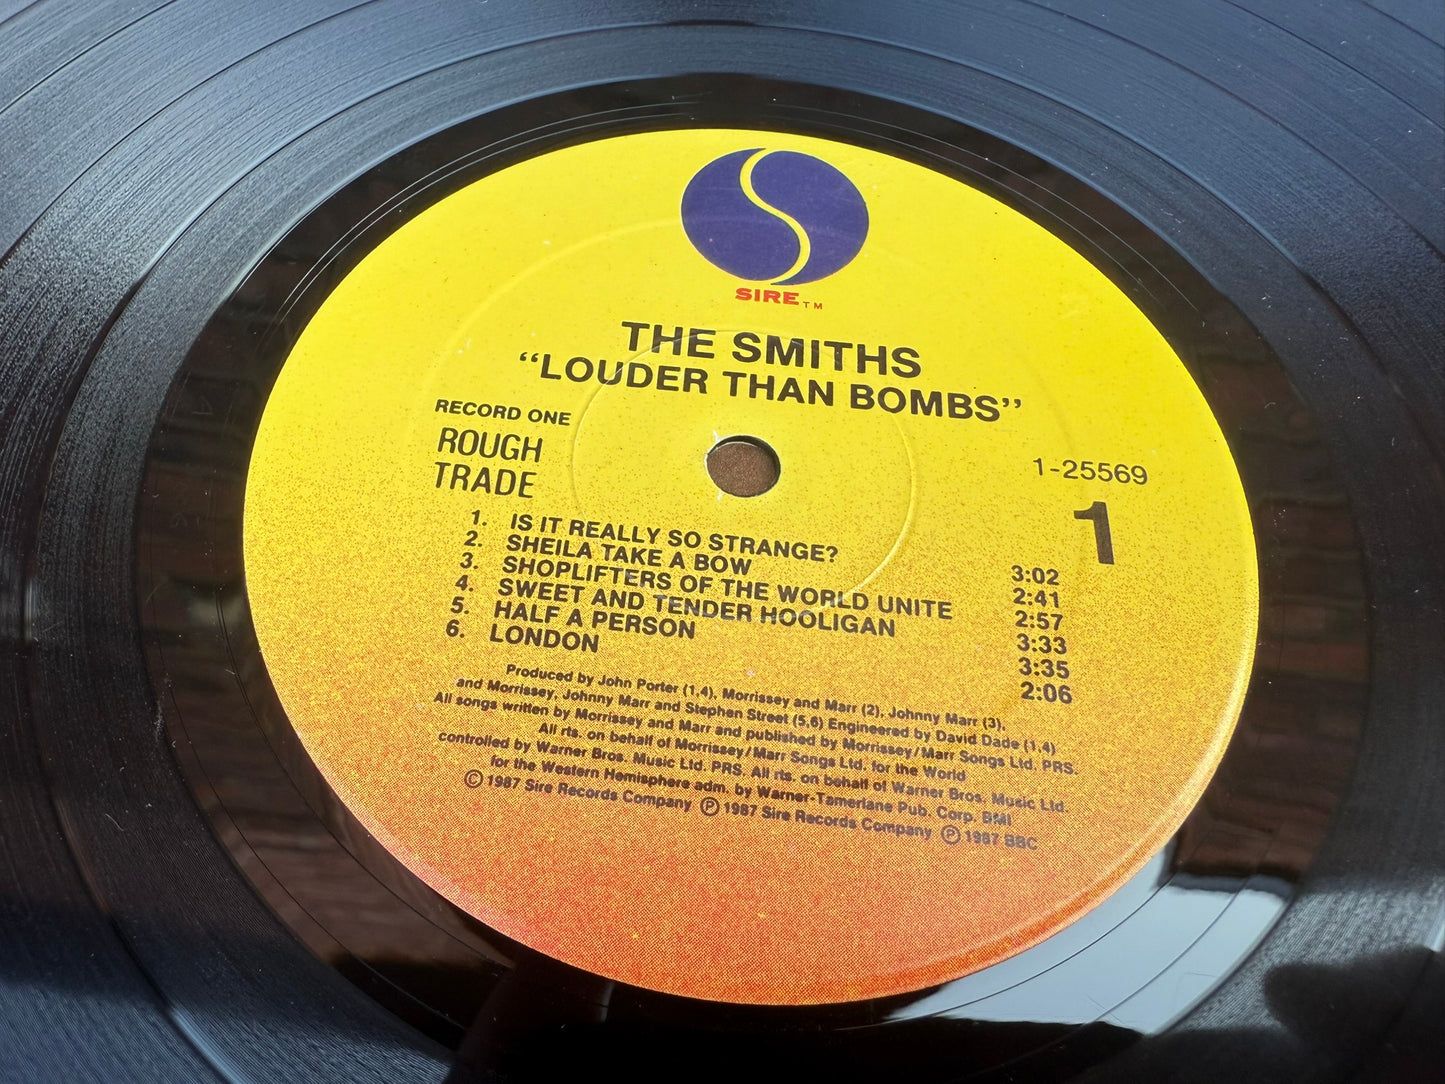 SIRE TM
THE SMITHS
“LOUDER THAN BOMBS”
RECORD ONE
ROUGH
TRADE
1-25569
1
1. IS IT REALLY SO STRANGE? 3:02
2. SHEILA TAKE A BOW 2:41
3. SHOPLIFTERS OF THE WORLD UNITE 2:57
4. SWEET AND TENDER HOOLIGAN 3:33
5. HALF A PERSON 3:35
6. LONDON 2:06
Produced by John Porter (1,4), Morrissey and Marr (2), Johnny Marr (3),
and Morrissey, Johnny Marr and Stephen Street (5,6) Engineered by David Dade (1,4)
All songs written by Morrissey and Marr and published by Morrissey/Marr Songs Ltd. PRS.
All rts. on behalf of Morrissey/Marr Songs Ltd. for the World
controlled by Warner Bros. Music Ltd. PRS. All rts. on behalf of Warner Bros. Music Ltd.
for the Western Hemisphere adm. by Warner-Tamerlane Pub. Corp. BMI
© 1987 Sire Records Company ℗ 1987 Sire Records Company ℗ 1987 BBC